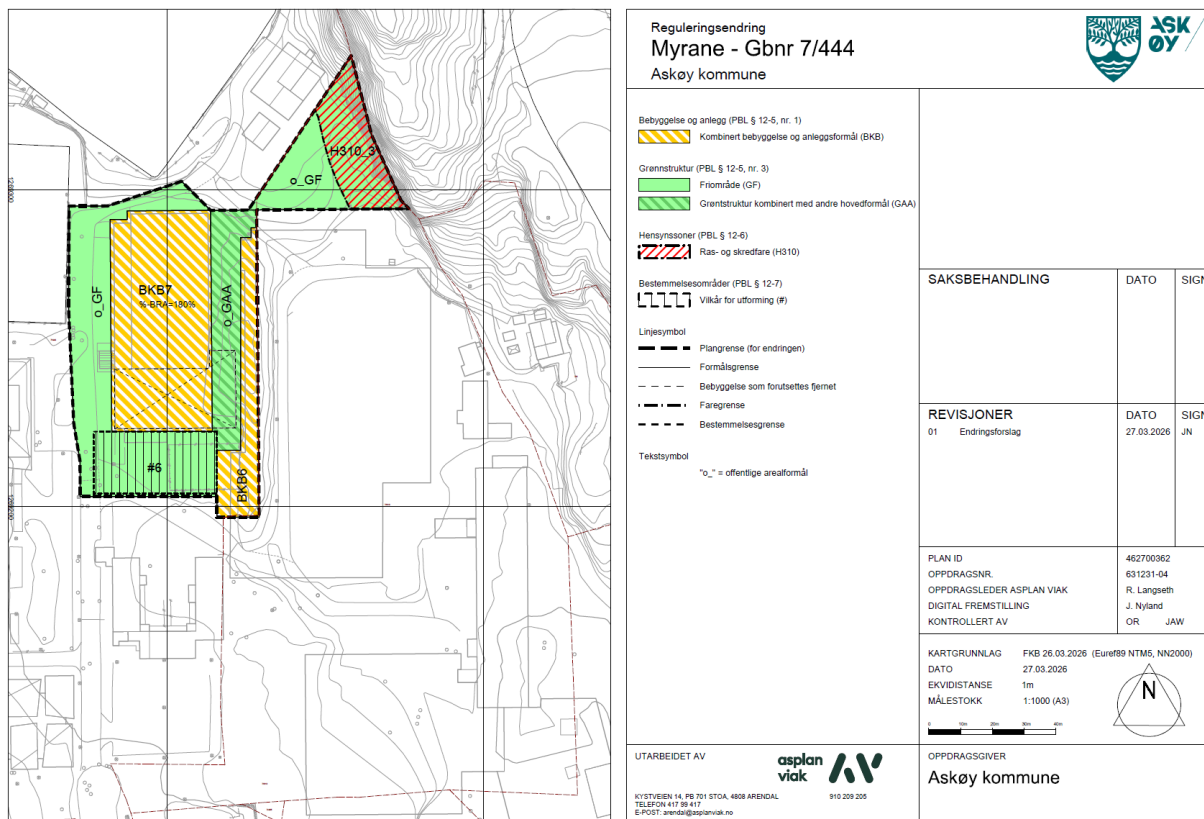 H310_3
o_GF
BKB7
%-BRA=180%
o_GF
o_GAA
#6
BKB6
Reguleringsendring
Myrane - Gbnr 7/444
Askøy kommune
ASK
ØY
Bebyggelse og anlegg (PBL § 12-5, nr. 1)
Kombinert bebyggelse og anleggsformål (BKB)
Grønnstruktur (PBL § 12-5, nr. 3)
Friområde (GF)
Grøntstruktur kombinert med andre hovedformål (GAA)
Hensynssoner (PBL § 12-6)
Ras- og skredfare (H310)
Bestemmelsesområder (PBL § 12-7)
Vilkår for utforming (#)
Linjesymbol
Plangrense (for endringen)
Formålsgrense
Bebyggelse som forutsettes fjernet
Faregrense
Bestemmelsesgrense
Tekstsymbol
"o_" = offentlige arealformål
SAKSBEHANDLING DATO SIGN
REVISJONER DATO SIGN
01 Endringsforslag 27.03.2026 JN
PLAN ID 462700362
OPPDRAGSNR. 631231-04
OPPDRAGSLEDER ASPLAN VIAK R. Langseth
DIGITAL FREMSTILLING J. Nyland
KONTROLLERT AV OR JAW
KARTGRUNNLAG FKB 26.03.2026 (Euref89 NTM5, NN2000)
DATO 27.03.2026
EKVIDISTANSE 1m
MÅLESTOKK 1:1000 (A3)
N
0 10m 20m 30m 40m
UTARBEIDET AV
asplan
viak
KYSTVEIEN 14, PB 701 STOA, 4808 ARENDAL 910 209 205
TELEFON 417 99 417
E-POST: arendal@asplanviak.no
OPPDRAGSGIVER
Askøy kommune